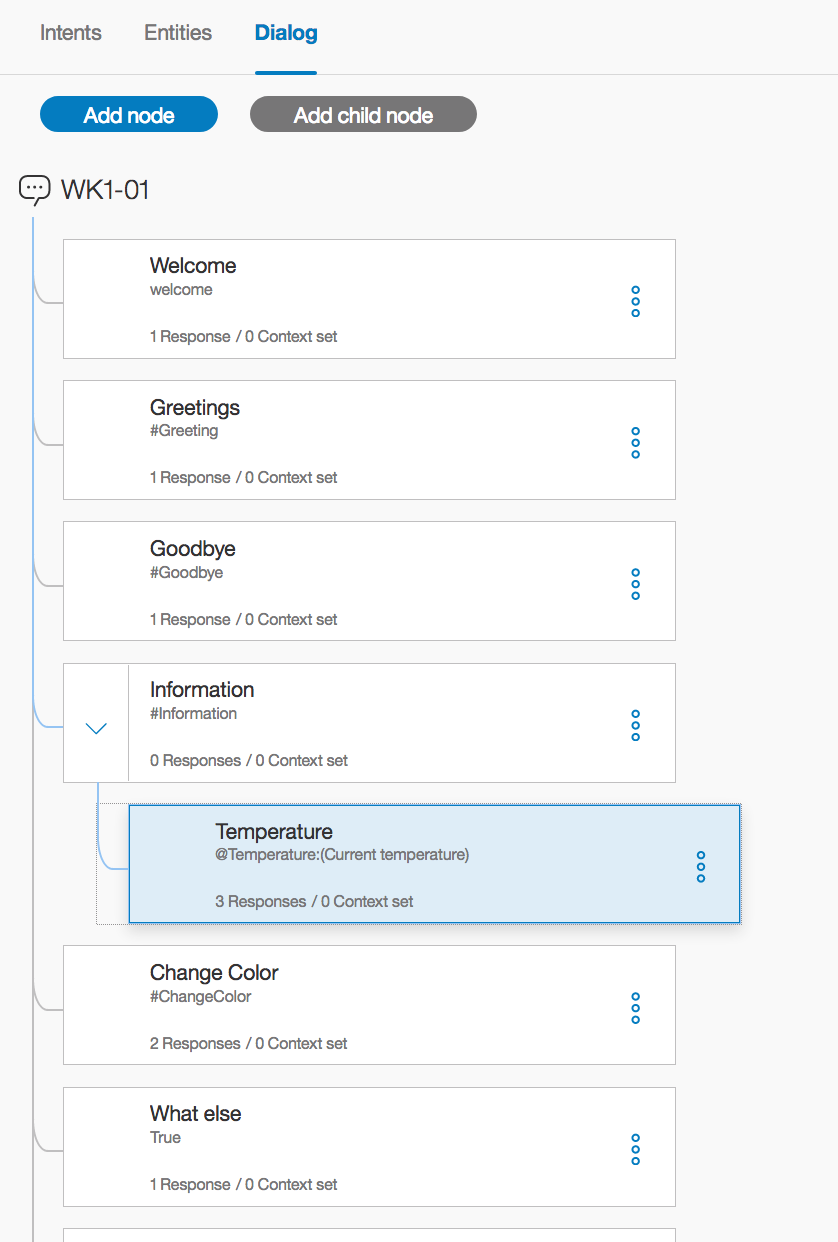 Intents Entities Dialog
Add node Add child node
WK1-01
Welcome
welcome
1 Response / 0 Context set
Greetings
#Greeting
1 Response / 0 Context set
Goodbye
#Goodbye
1 Response / 0 Context set
Information
#Information
0 Responses / 0 Context set
Temperature
@Temperature:(Current temperature)
3 Responses / 0 Context set
Change Color
#ChangeColor
2 Responses / 0 Context set
What else
True
1 Response / 0 Context set